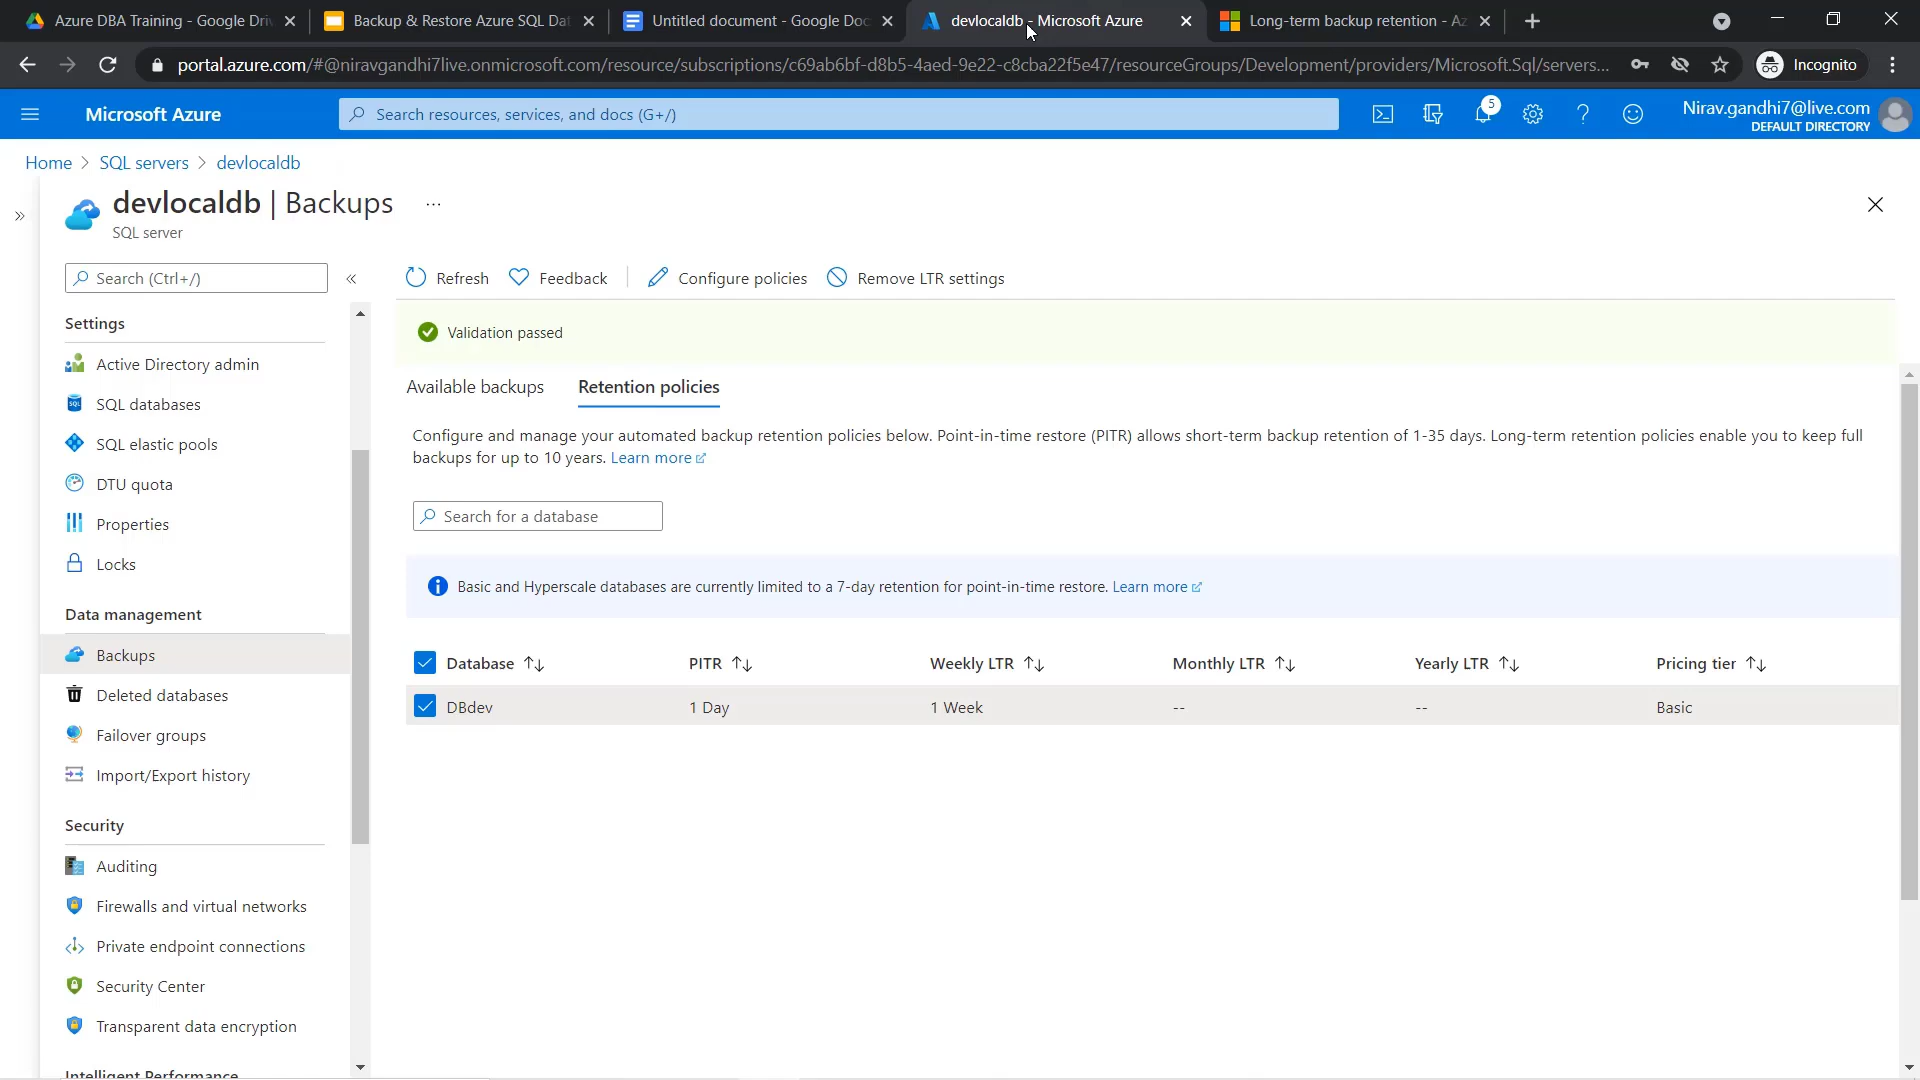 Azure DBA Training - Google Dri
Backup & Restore Azure SQL Dat
Untitled document - Google Doc
devlocaldb - Microsoft Azure
Long-term backup retention - Az
portal.azure.com/#@niravgandhi7live.onmicrosoft.com/resource/subscriptions/c69ab6bf-d8b5-4aed-9e22-c8cba22f5e47/resourceGroups/Development/providers/Microsoft.Sql/servers...
Incognito
Microsoft Azure
Search resources, services, and docs (G+/)
5
Nirav.gandhi7@live.com
DEFAULT DIRECTORY
Home > SQL servers > devlocaldb
devlocaldb | Backups ...
SQL server
Search (Ctrl+/)
Refresh
Feedback
Configure policies
Remove LTR settings
Settings
Active Directory admin
SQL databases
SQL elastic pools
DTU quota
Properties
Locks
Data management
Backups
Deleted databases
Failover groups
Import/Export history
Security
Auditing
Firewalls and virtual networks
Private endpoint connections
Security Center
Transparent data encryption
Intelligent Performance
Validation passed
Available backups
Retention policies
Configure and manage your automated backup retention policies below. Point-in-time restore (PITR) allows short-term backup retention of 1-35 days. Long-term retention policies enable you to keep full
backups for up to 10 years. Learn more
Search for a database
Basic and Hyperscale databases are currently limited to a 7-day retention for point-in-time restore. Learn more
Database PITR Weekly LTR Monthly LTR Yearly LTR Pricing tier
DBdev 1 Day 1 Week -- -- Basic